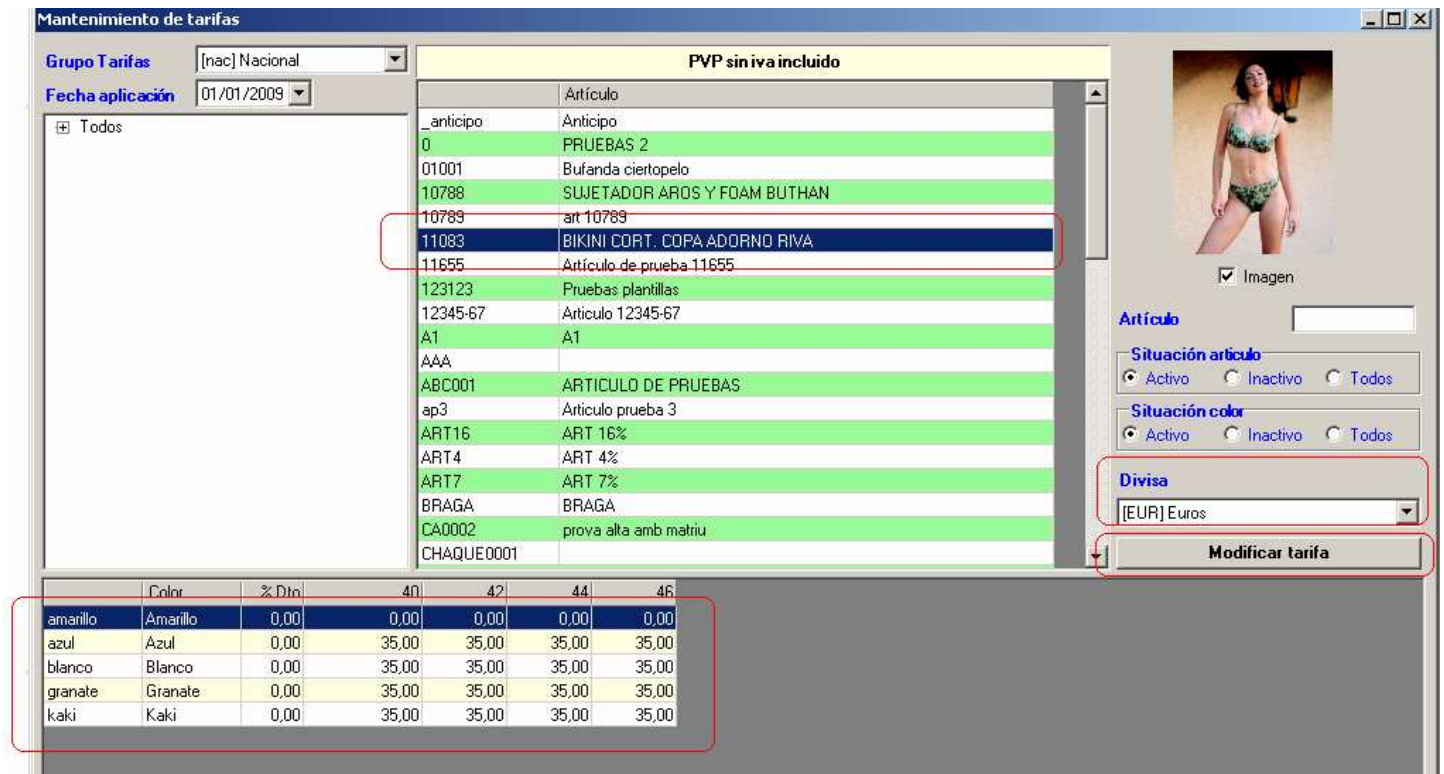 Mantenimiento de tarifas
Grupo Tarifas [nac] Nacional
Fecha aplicación 01/01/2009
Todos
PVP sin iva incluido
Artículo
_anticipo Anticipo
0 PRUEBAS 2
01001 Bufanda ciertopelo
10788 SUJETADOR AROS Y FOAM BUTHAN
10789 art 10789
11083 BIKINI CORT. COPA ADORNO RIVA
11655 Artículo de prueba 11655
123123 Pruebas plantillas
12345-67 Articulo 12345-67
A1 A1
AAA
ABC001 ARTICULO DE PRUEBAS
ap3 Articulo prueba 3
ART16 ART 16%
ART4 ART 4%
ART7 ART 7%
BRAGA BRAGA
CA0002 prova alta amb matriu
CHAQUE0001
Imagen
Artículo
Situación articulo
Activo Inactivo Todos
Situación color
Activo Inactivo Todos
Divisa
[EUR] Euros
Modificar tarifa
Color % Dto 40 42 44 46
amarillo Amarillo 0,00 0,00 0,00 0,00 0,00
azul Azul 0,00 35,00 35,00 35,00 35,00
blanco Blanco 0,00 35,00 35,00 35,00 35,00
granate Granate 0,00 35,00 35,00 35,00 35,00
kaki Kaki 0,00 35,00 35,00 35,00 35,00